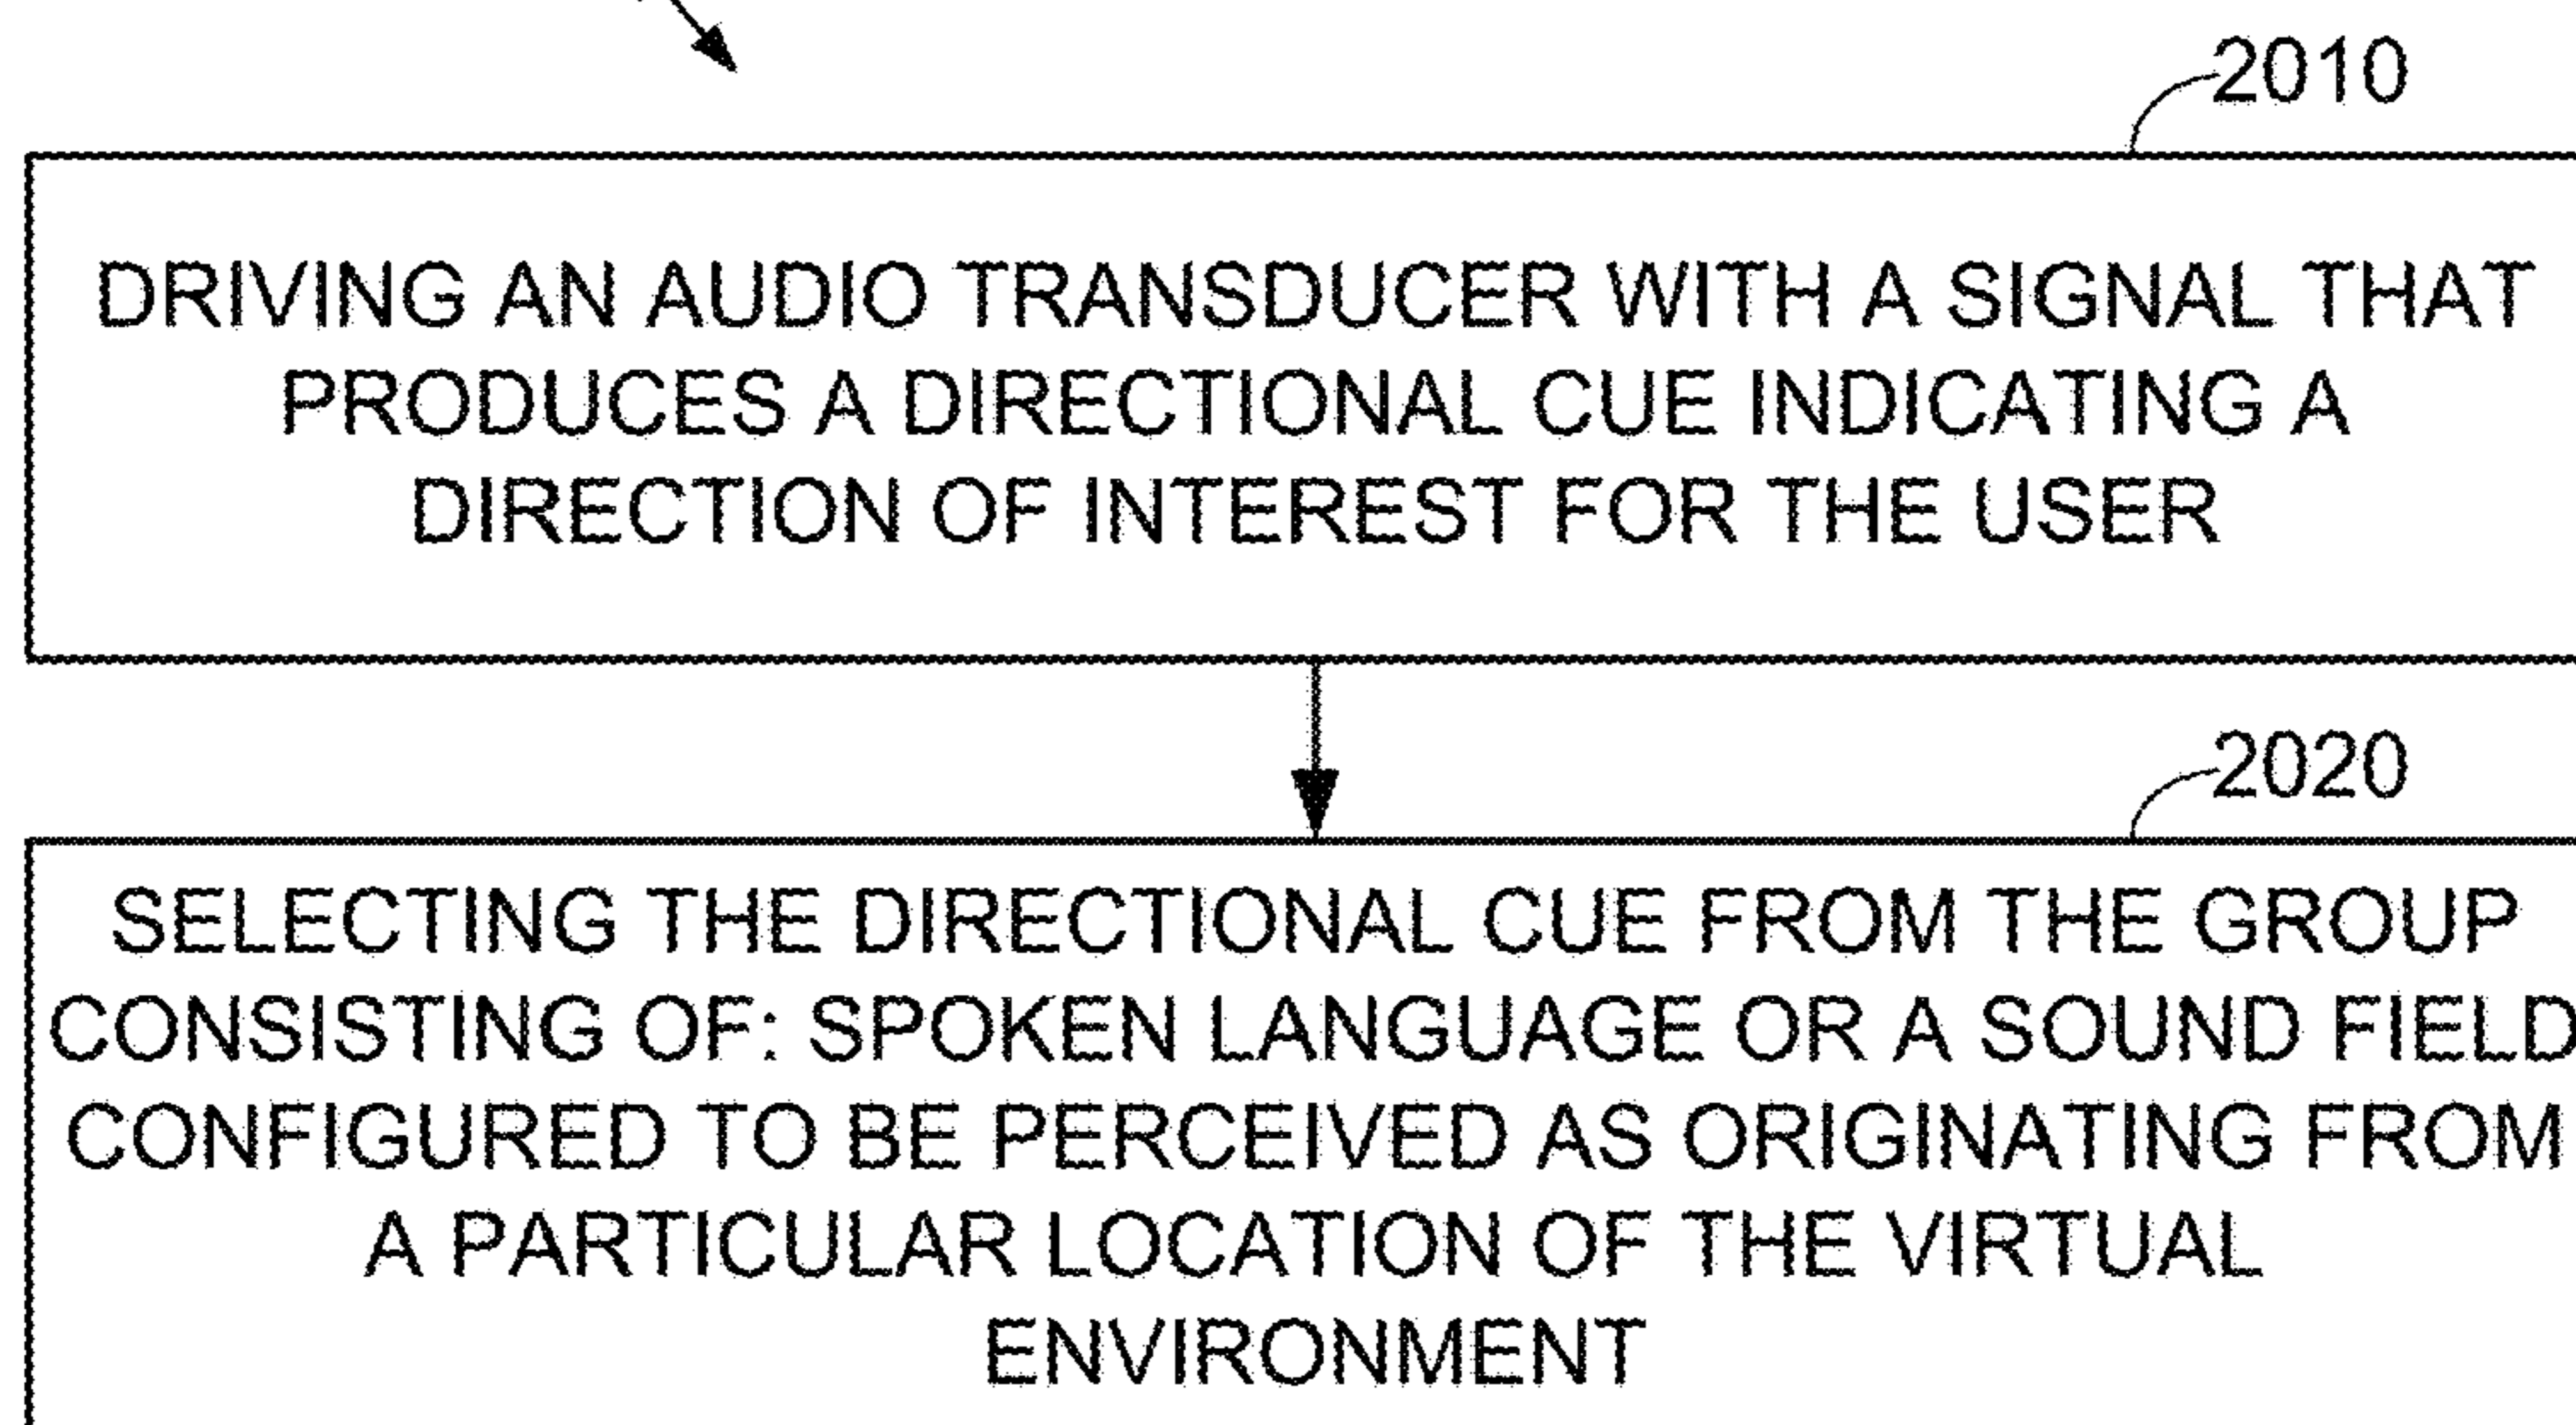 2010
DRIVING AN AUDIO TRANSDUCER WITH A SIGNAL THAT
PRODUCES A DIRECTIONAL CUE INDICATING A
DIRECTION OF INTEREST FOR THE USER
2020
SELECTING THE DIRECTIONAL CUE FROM THE GROUP
CONSISTING OF: SPOKEN LANGUAGE OR A SOUND FIELD
CONFIGURED TO BE PERCEIVED AS ORIGINATING FROM
A PARTICULAR LOCATION OF THE VIRTUAL
ENVIRONMENT